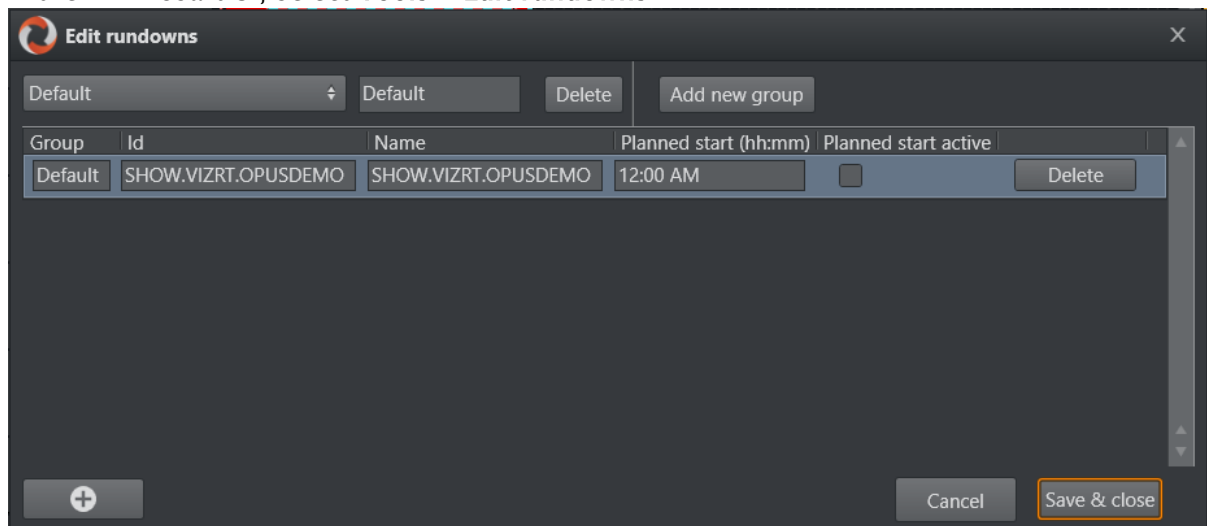 Edit rundowns X
Default Default Delete Add new group
Group Id Name Planned start (hh:mm) Planned start active
Default SHOW.VIZRT.OPUSDEMO SHOW.VIZRT.OPUSDEMO 12:00 AM Delete
Cancel Save & close